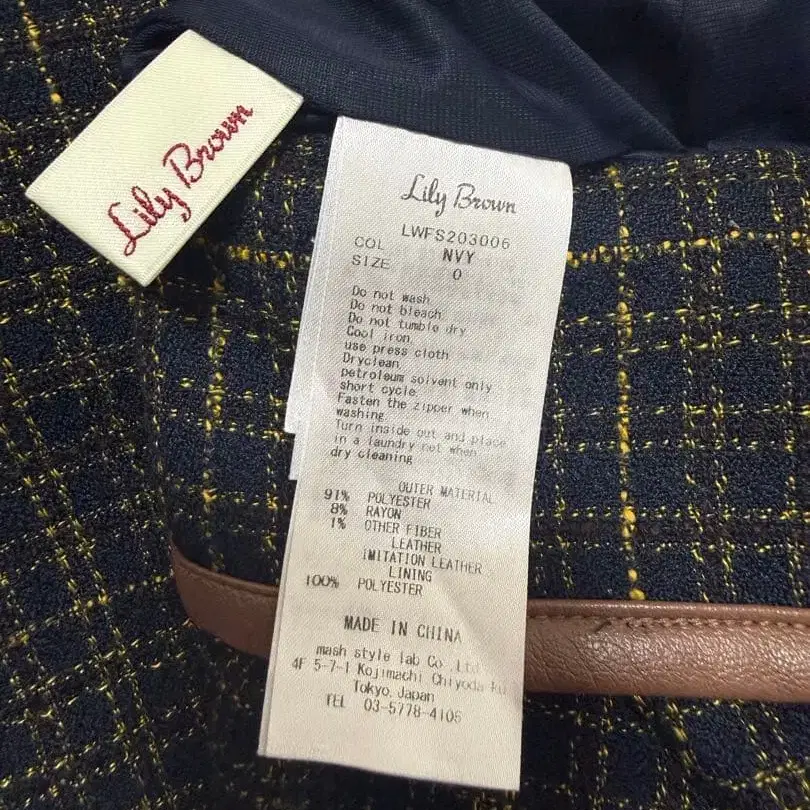 Lily Brown
Lily Brown
LWFS203006
COL NVY
SIZE 0
Do not wash
Do not bleach
Do not tumble dry
Cool iron
use press cloth
Dryclean
petroleum solvent only
short cycle
Fasten the zipper when
washing
Turn inside out and place
in a laundry net when
dry cleaning
OUTER MATERIAL
91% POLYESTER
8% RAYON
1% OTHER FIBER
LEATHER
IMITATION LEATHER
LINING
100% POLYESTER
MADE IN CHINA
mash style lab Co.,Ltd.
4F 5-7-1 Kojimachi Chiyoda-ku
Tokyo.Japan
TEL 03-5778-4106